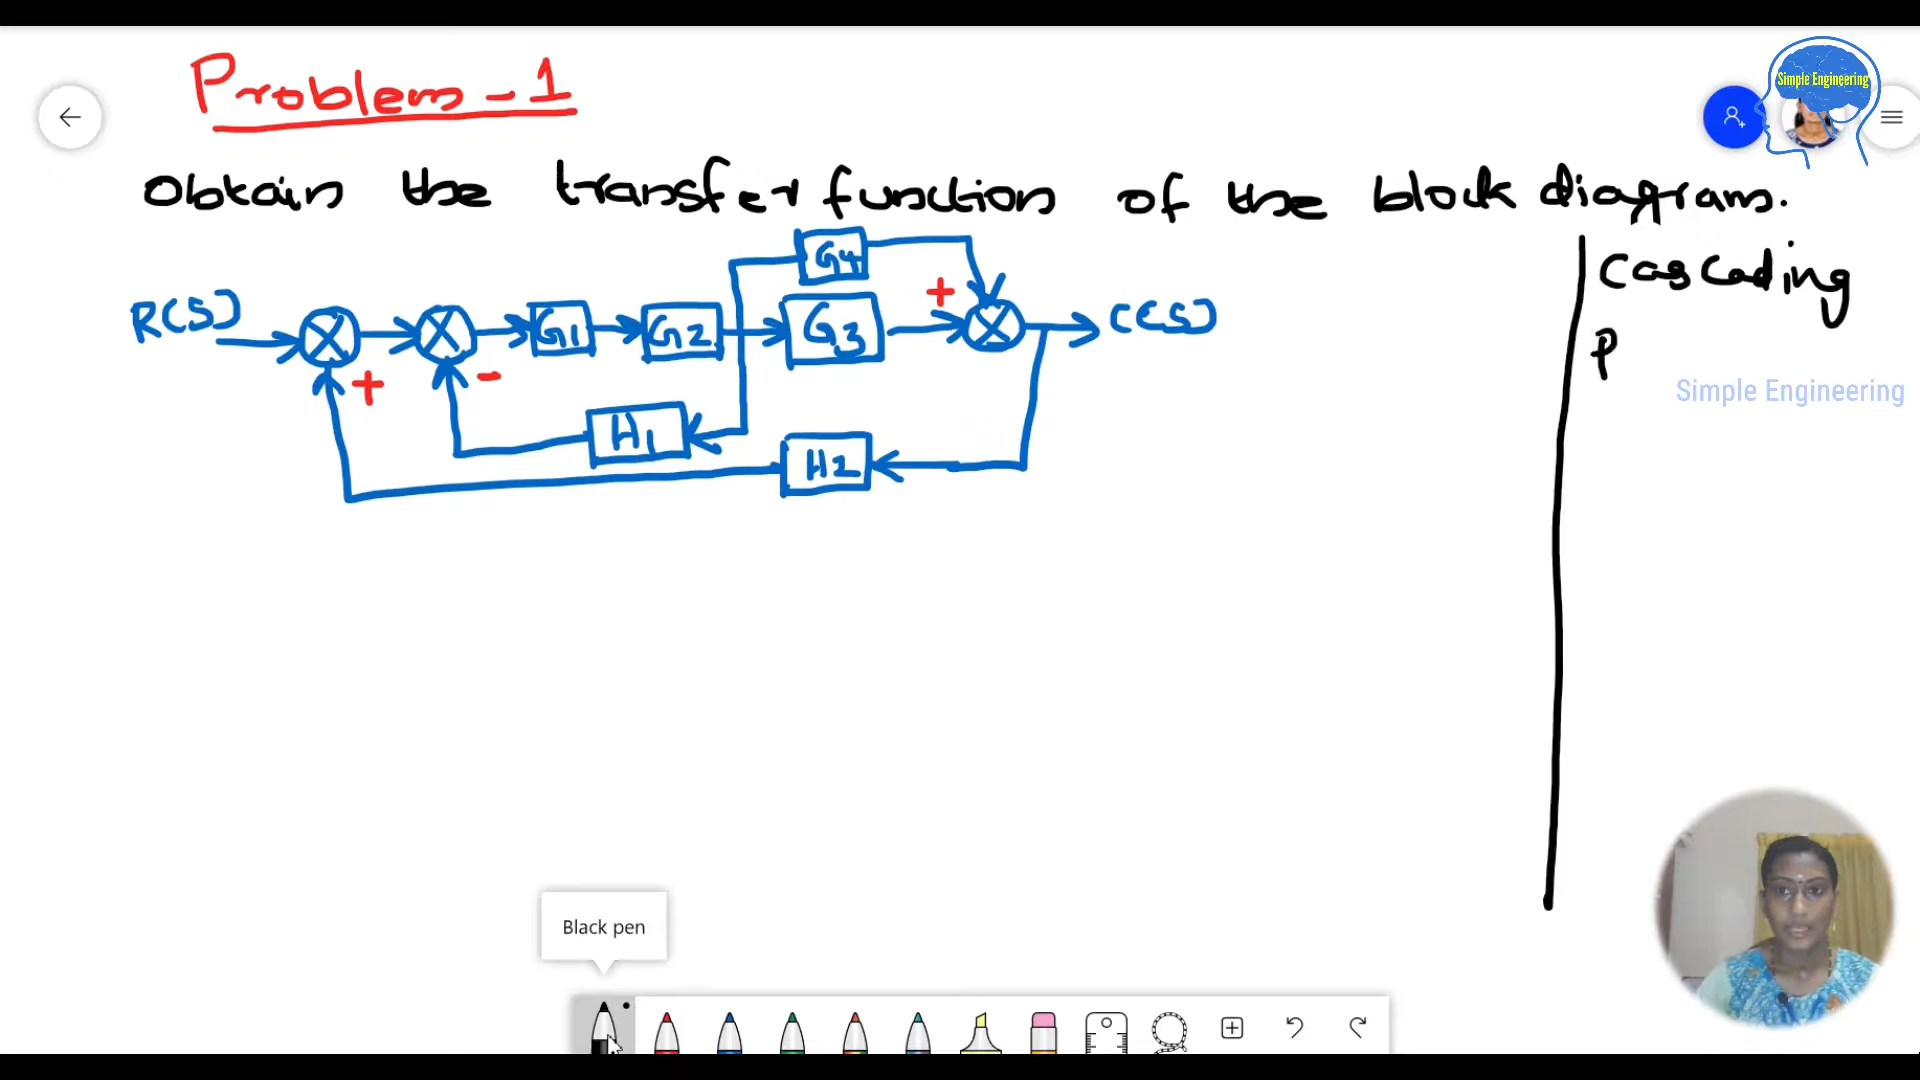 Problem - 1
Simple Engineering
Obtain the transfer function of the block diagram.
Cascading
P
Simple Engineering
G4
R(S)
G1
G2
G3
+
C(S)
+
-
H1
H2
Black pen